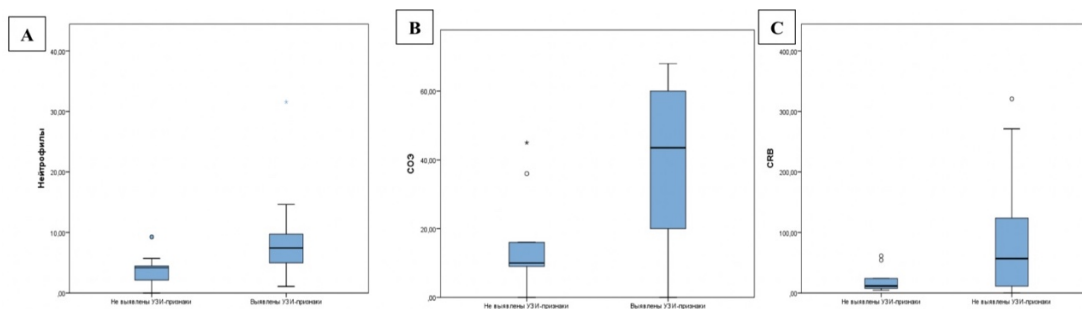 A
Нейтрофилы
40,00
30,00
20,00
10,00
,00
Не выявлены УЗИ-признаки
Выявлены УЗИ-признаки
B
СОЭ
60,00
40,00
20,00
,00
Не выявлены УЗИ-признаки
Выявлены УЗИ-признаки
C
CRB
400,00
300,00
200,00
100,00
,00
Не выявлены УЗИ-признаки
Не выявлены УЗИ-признаки